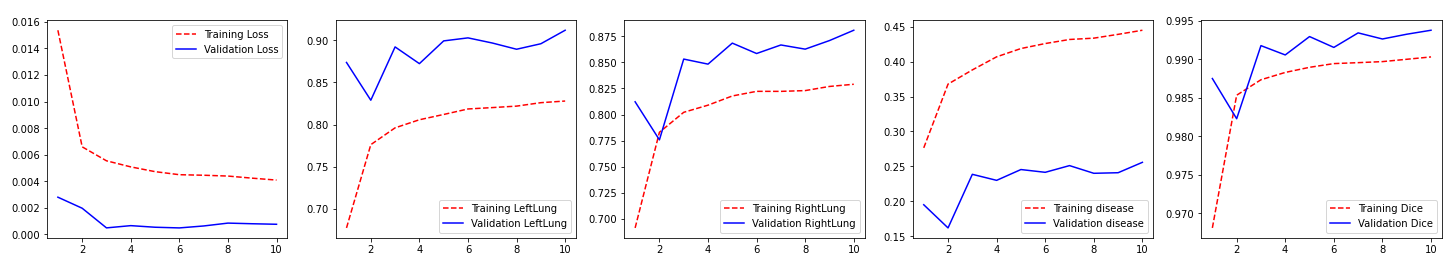 0.016
0.014
0.012
0.010
0.008
0.006
0.004
0.002
0.000
2 4 6 8 10
Training Loss
Validation Loss
0.90
0.85
0.80
0.75
0.70
2 4 6 8 10
Training LeftLung
Validation LeftLung
0.875
0.850
0.825
0.800
0.775
0.750
0.725
0.700
2 4 6 8 10
Training RightLung
Validation RightLung
0.45
0.40
0.35
0.30
0.25
0.20
0.15
2 4 6 8 10
Training disease
Validation disease
0.995
0.990
0.985
0.980
0.975
0.970
2 4 6 8 10
Training Dice
Validation Dice